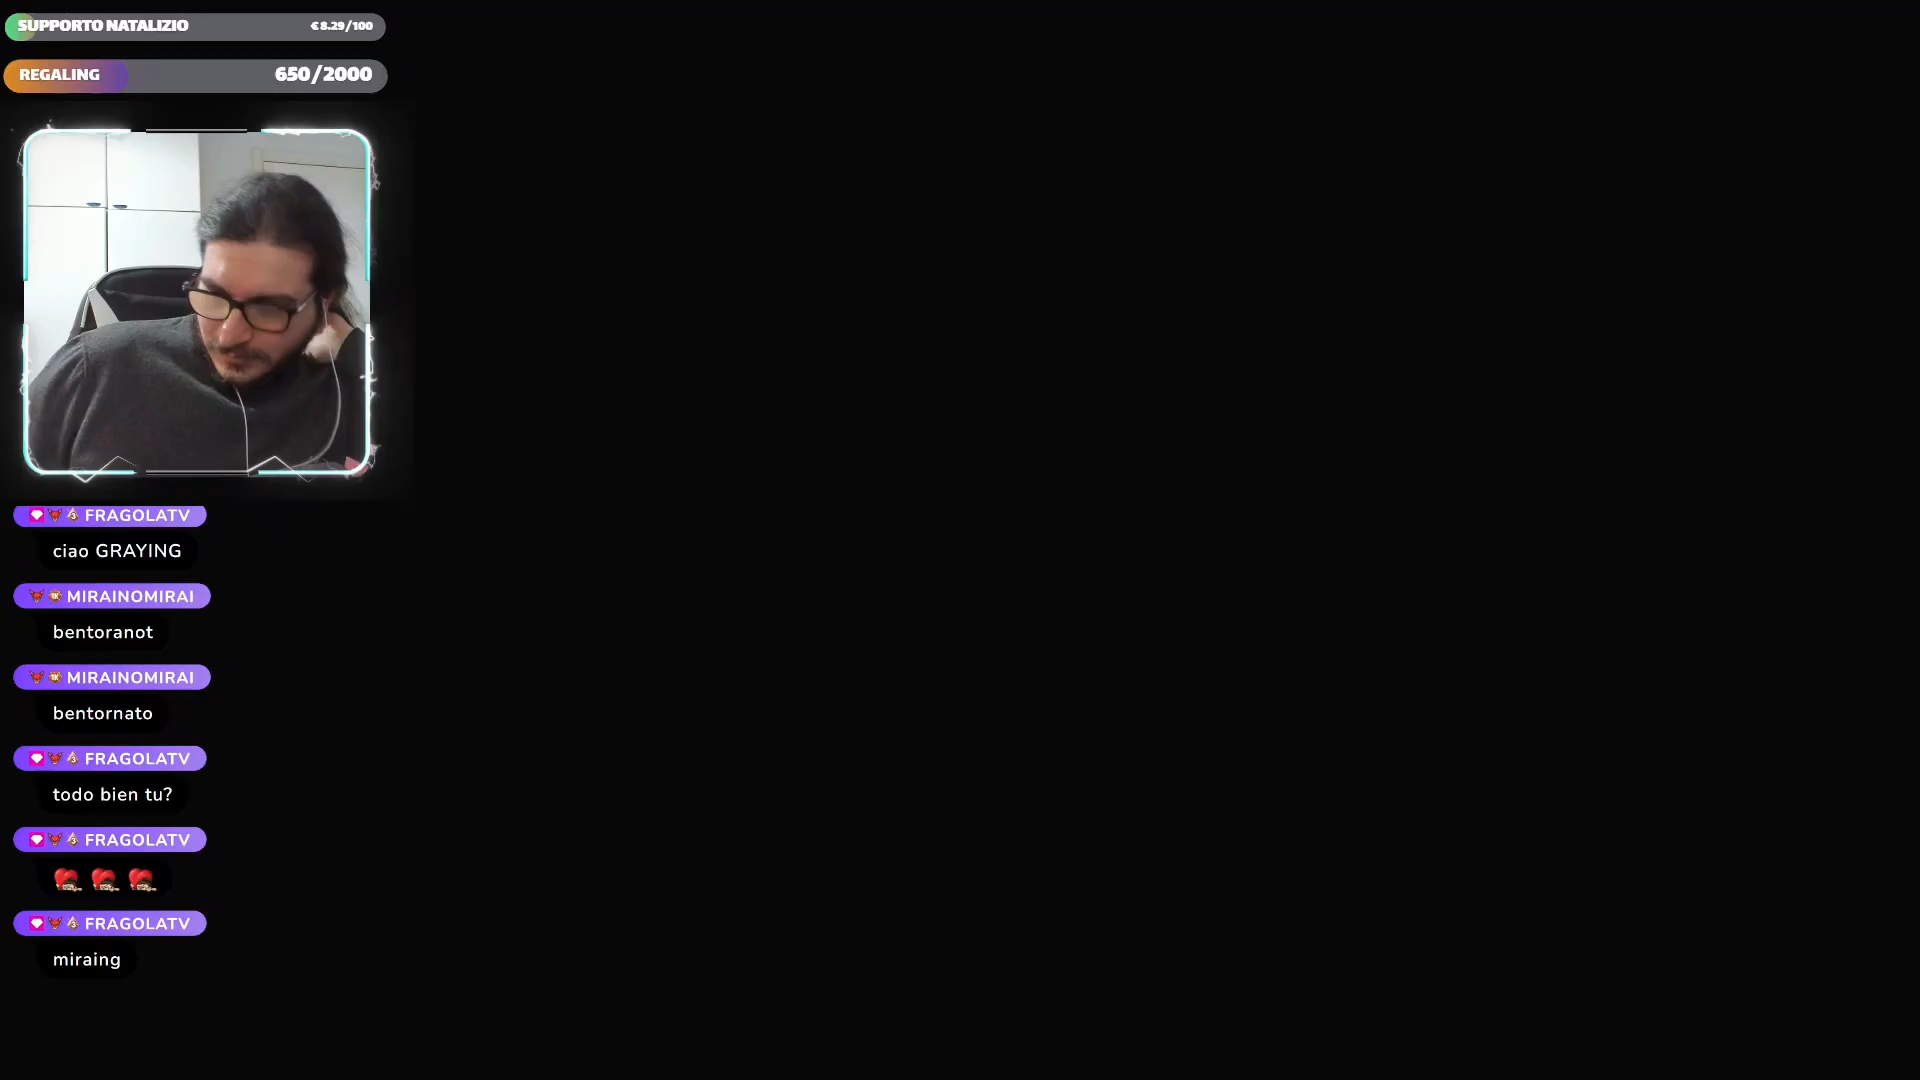 SUPPORTO NATALIZIO €8.29/100
REGALING 650/2000
FRAGOLATV
ciao GRAYING
MIRAINOMIRAI
bentoranot
MIRAINOMIRAI
bentornato
FRAGOLATV
todo bien tu?
FRAGOLATV
FRAGOLATV
miraing